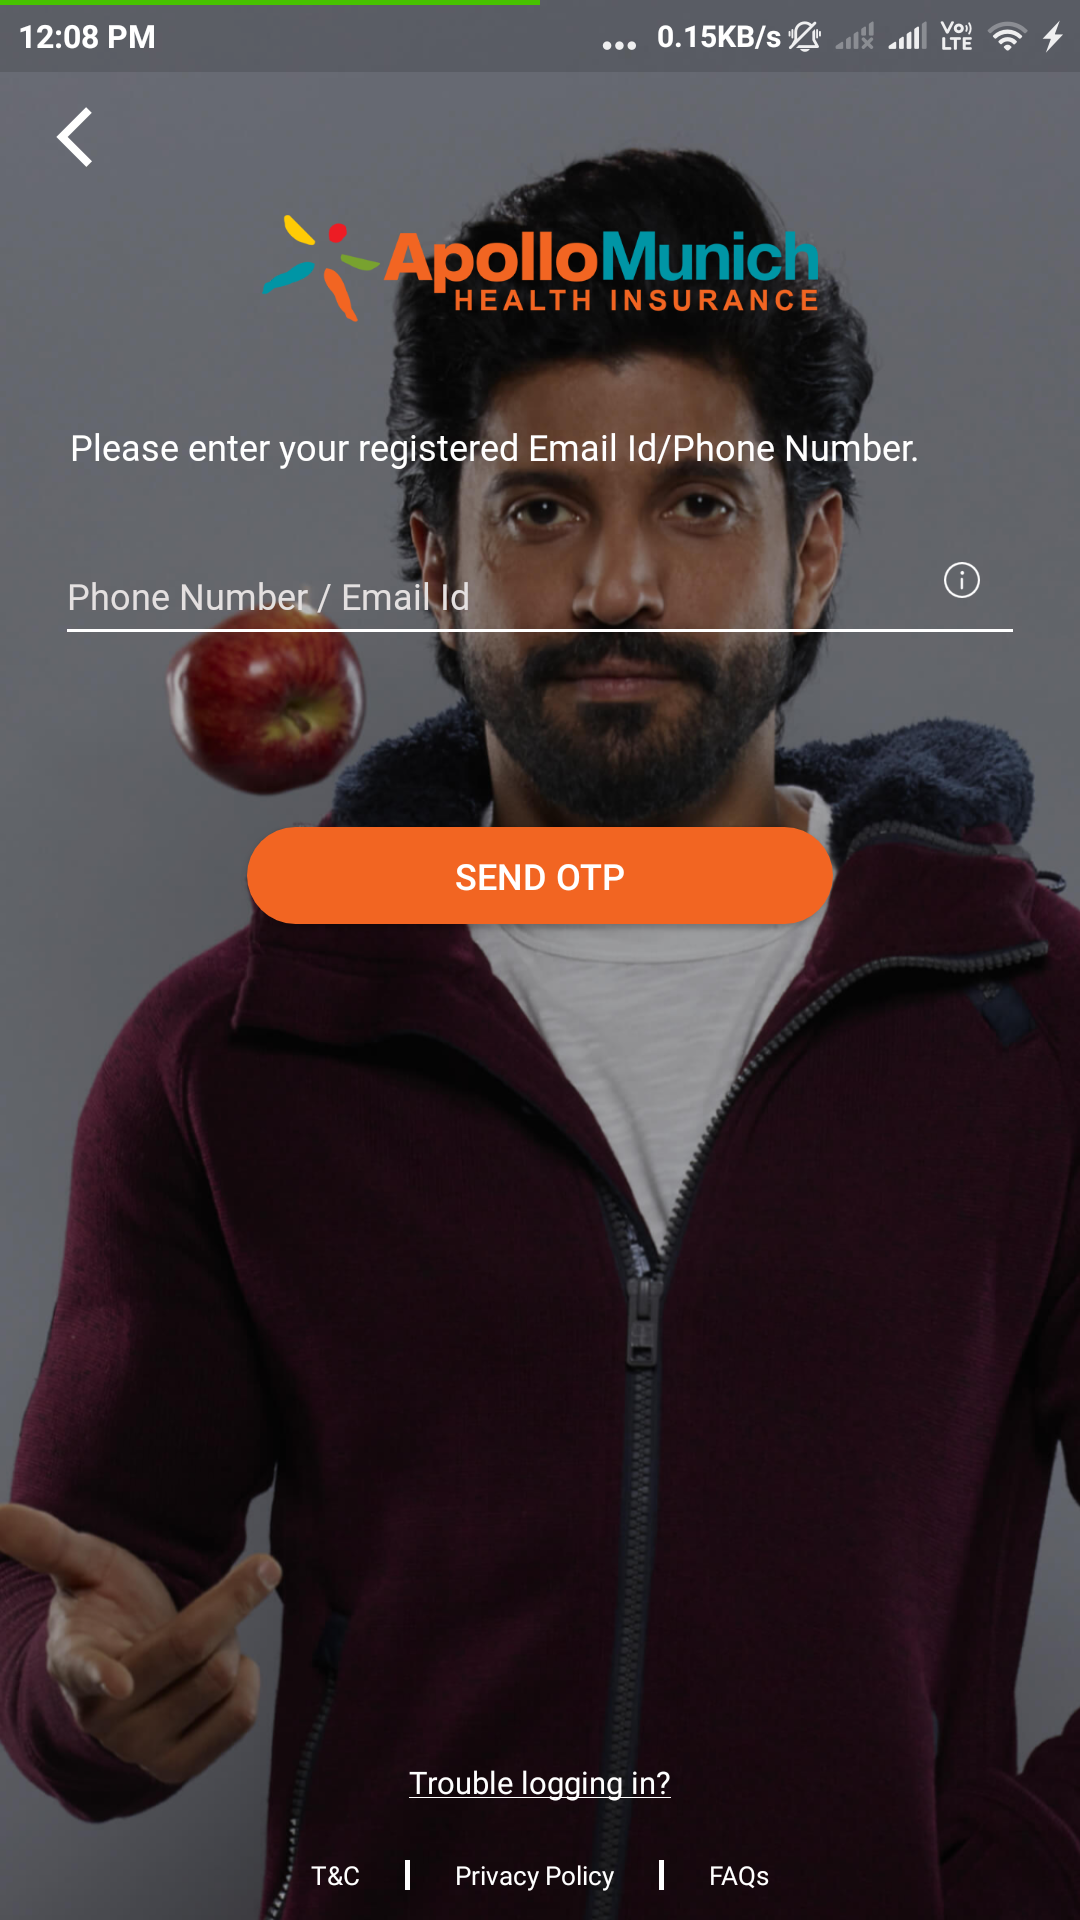 12:08 PM ... 0.15KB/s Vo LTE
ApolloMunich
HEALTH INSURANCE
Please enter your registered Email Id/Phone Number.
Phone Number / Email Id
SEND OTP
Trouble logging in?
T&C | Privacy Policy | FAQs